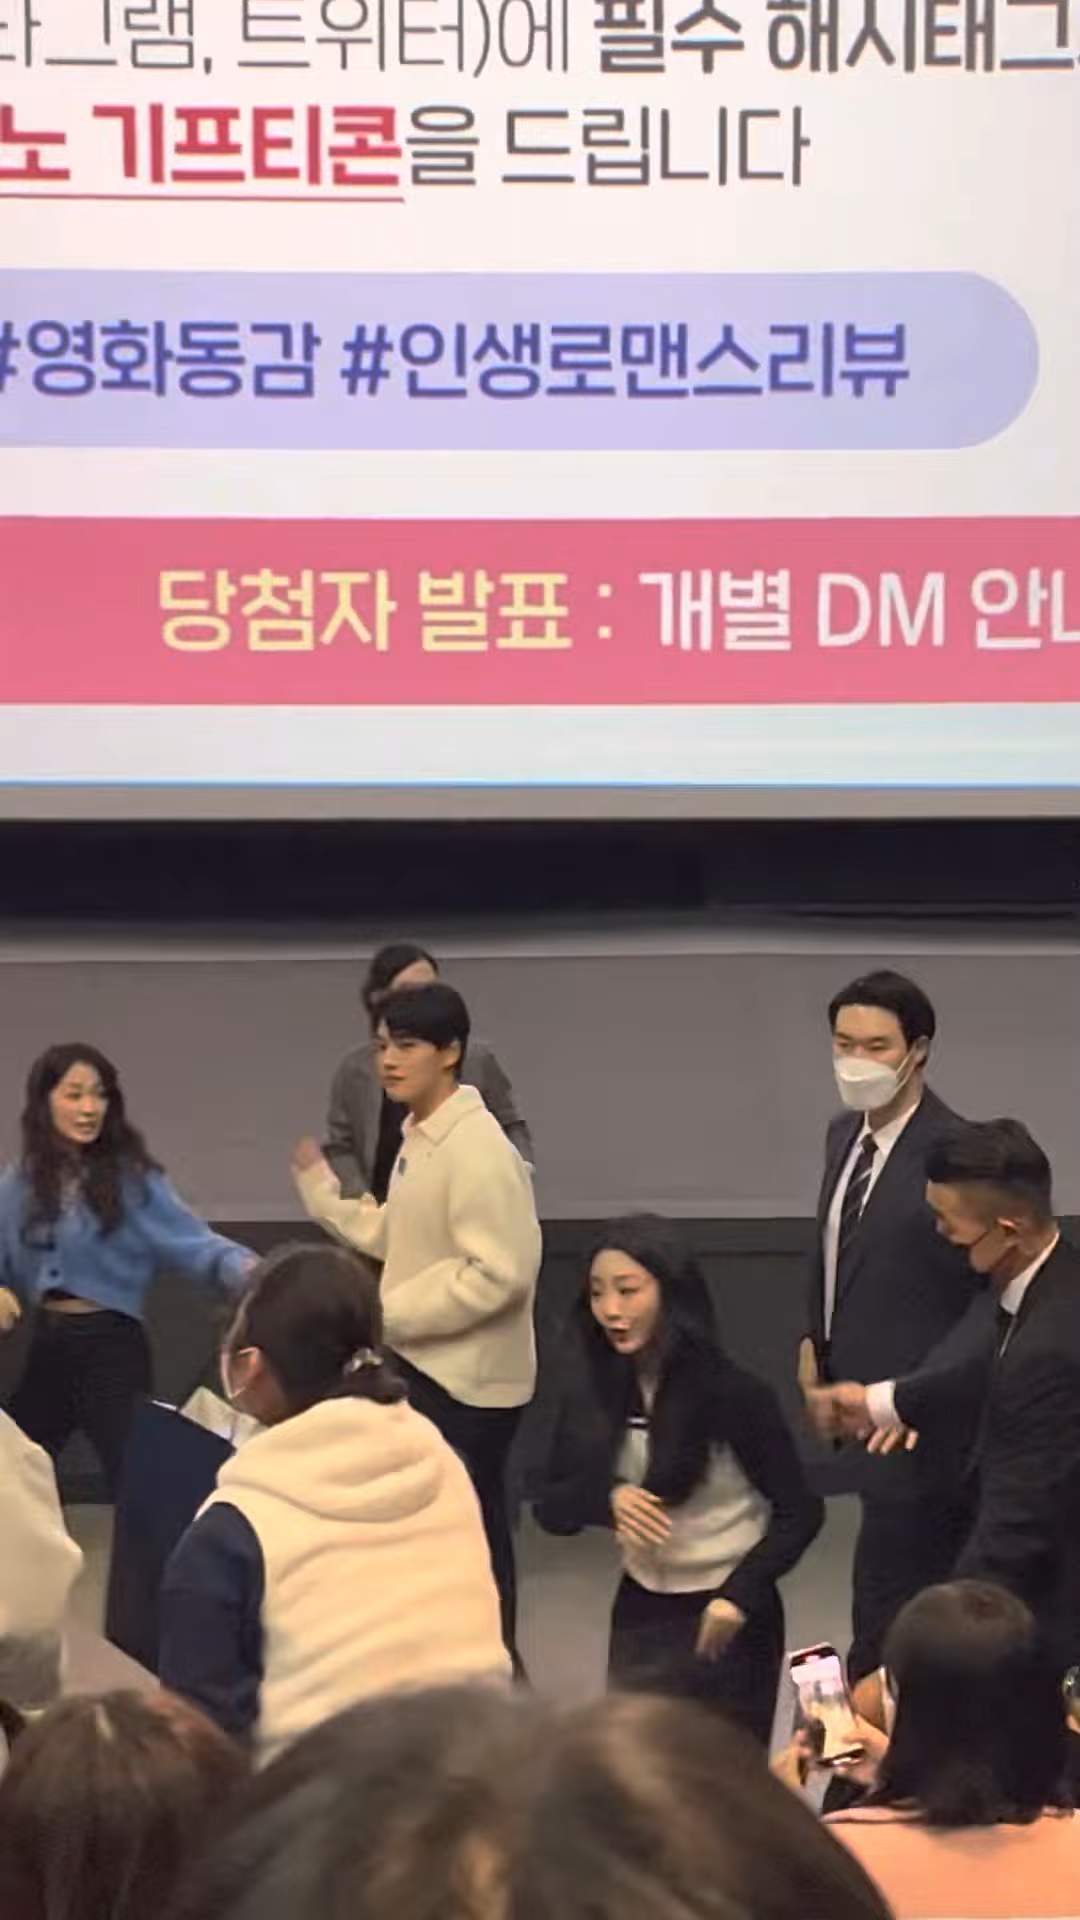 라그램, 트위터)에 필수 해시태그
노 기프티콘을 드립니다
#영화동감 #인생로맨스리뷰
당첨자 발표 : 개별 DM 안내